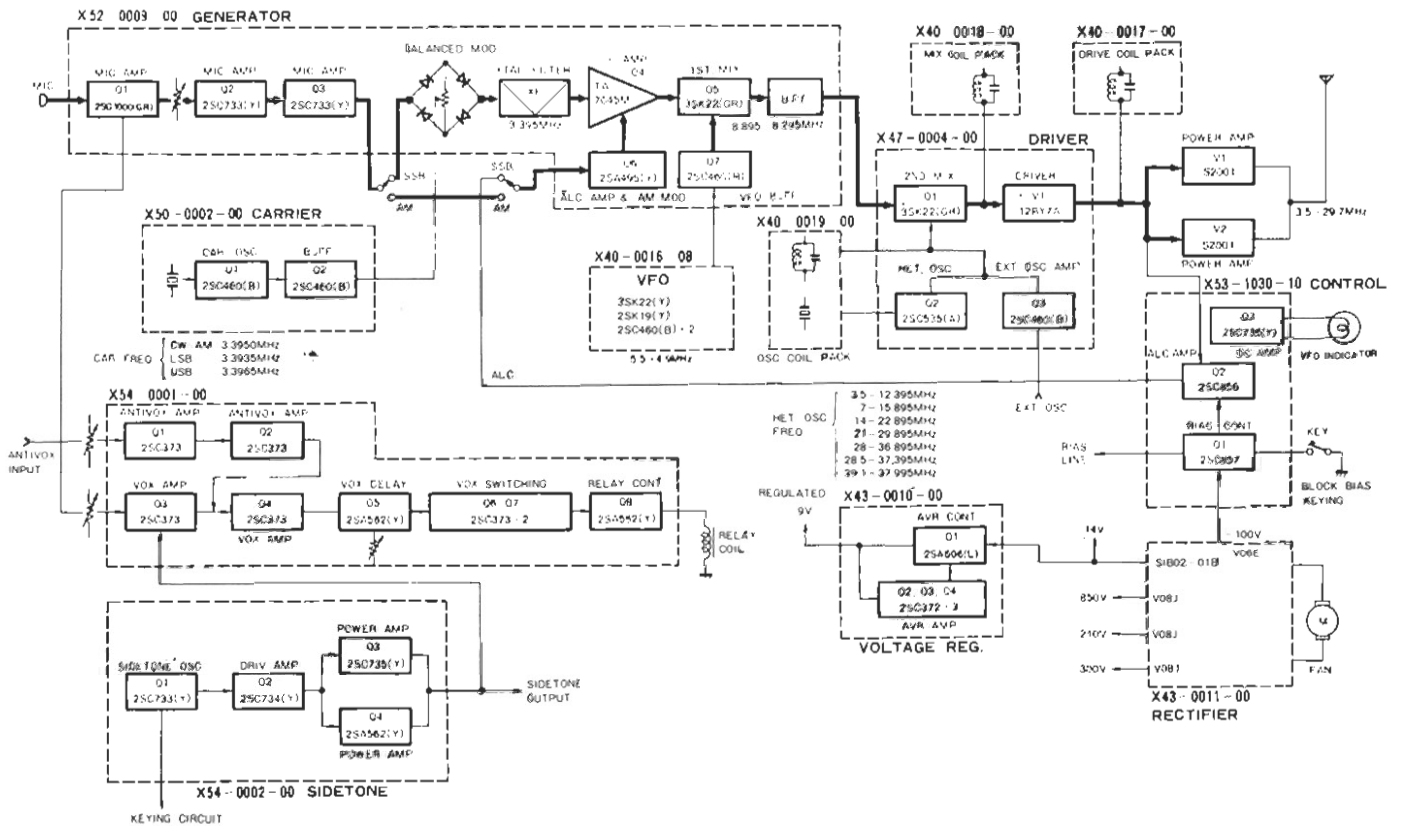 X52 0009 00 GENERATOR
MIC
MIC AMP
Q1
2SC1000(GR)
MIC AMP
Q2
2SC733(Y)
MIC AMP
Q3
2SC733(Y)
BALANCED MOD
XTAL FILTER
XF
3.395MHz
AMP
Q4
TA
7045M
1ST MIX
Q5
3SK22(GR)
8.895
B.P.F
8.295MHz
Q6
2SA495(Y)
ALC AMP & AM MOD
Q7
2SC460(B)
VFO BUFF
SSB
AM
SSB
AM
X40 0018-00
MIX COIL PACK
X40-0017-00
DRIVE COIL PACK
X47-0004-00
DRIVER
2ND MIX
Q1
3SK22(GR)
DRIVER
V1
12BY7A
HET. OSC
Q2
2SC535(A)
EXT OSC AMP
Q3
2SC460(B)
EXT OSC
POWER AMP
V1
S2001
V2
S2001
POWER AMP
3.5-29.7MHz
X50-0002-00 CARRIER
CAR OSC
Q1
2SC460(B)
BUFF
Q2
2SC460(B)
CAR FREQ
CW AM 3.3950MHz
LSB 3.3935MHz
USB 3.3965MHz
X40-0016 08
VFO
3SK22(Y)
2SK19(Y)
2SC460(B)·2
5.5-4.9MHz
X40 0019 00
OSC COIL PACK
X53-1030-10 CONTROL
Q3
2SC735(Y)
DC AMP
VFO INDICATOR
ALC AMP
Q2
2SC856
BIAS CONT
Q1
2SC857
BIAS
LINE
KEY
BLOCK BIAS
KEYING
ALC
HET OSC
FREQ
3.5-12.395MHz
7-15.895MHz
14-22.895MHz
21-29.895MHz
28-36.895MHz
28.5-37.395MHz
39.1-37.995MHz
X54 0001-00
ANTIVOX
INPUT
ANTIVOX AMP
Q1
2SC373
ANTIVOX AMP
Q2
2SC373
VOX AMP
Q3
2SC373
Q4
2SC373
VOX AMP
VOX DELAY
Q5
2SA562(Y)
VOX SWITCHING
Q6 Q7
2SC373·2
RELAY CONT
Q8
2SA562(Y)
RELAY
COIL
REGULATED
9V
X43-0010-00
AVR CONT
Q1
2SA606(L)
Q2, Q3, Q4
2SC372·3
AVR AMP
VOLTAGE REG.
14V
-100V
V06E
SIB02-01B
850V
V08J
210V
V08J
300V
V08J
M
FAN
X43-0011-00
RECTIFIER
SIDETONE OSC
Q1
2SC733(Y)
DRIV AMP
Q2
2SC734(Y)
POWER AMP
Q3
2SC735(Y)
Q4
2SA562(Y)
POWER AMP
SIDETONE
OUTPUT
X54-0002-00 SIDETONE
KEYING CIRCUIT